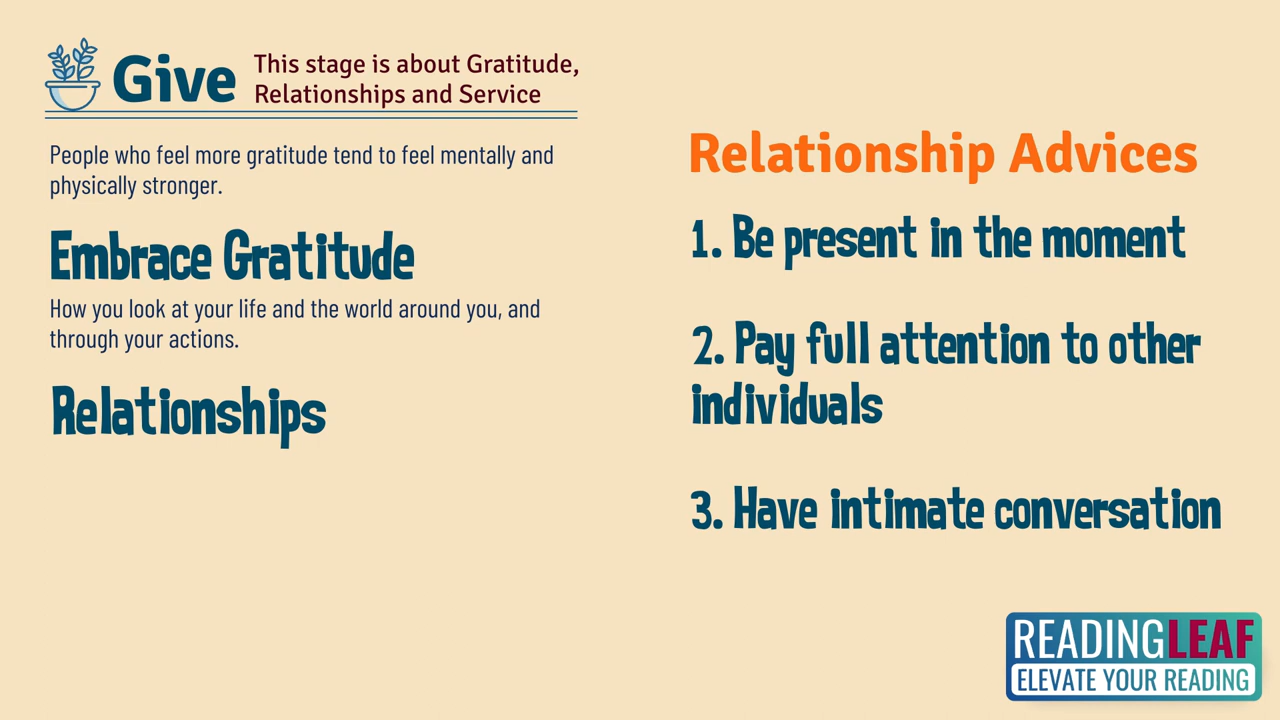 Give
This stage is about Gratitude,
Relationships and Service
People who feel more gratitude tend to feel mentally and
physically stronger.
Embrace Gratitude
How you look at your life and the world around you, and
through your actions.
Relationships
Relationship Advices
1. Be present in the moment
2. Pay full attention to other
individuals
3. Have intimate conversation
READINGLEAF
ELEVATE YOUR READING